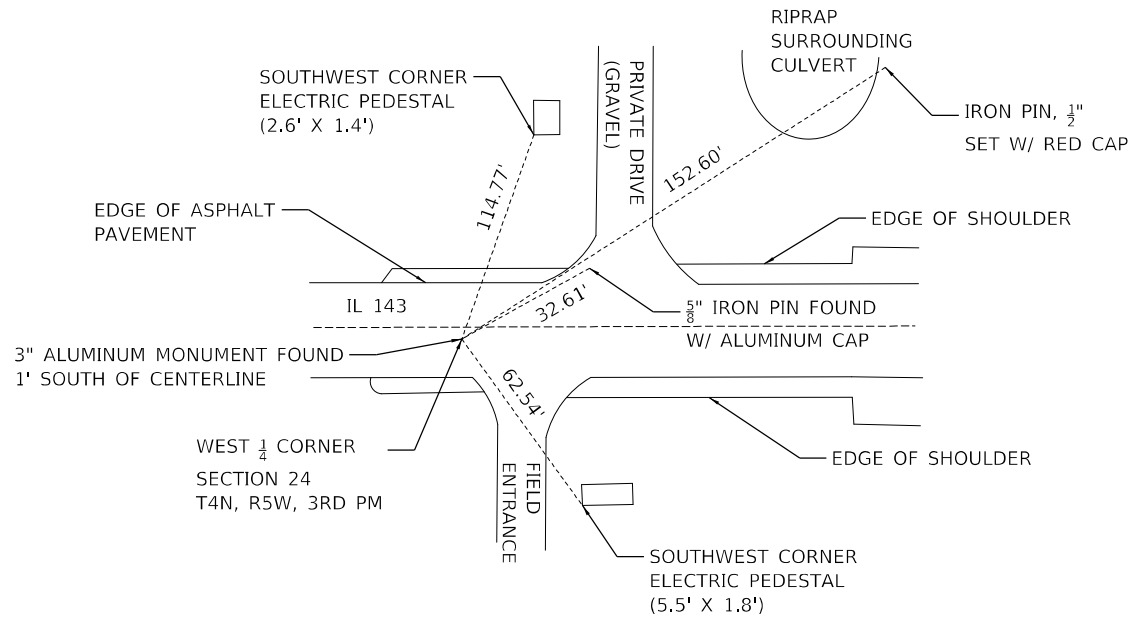 RIPRAP
SURROUNDING
CULVERT
SOUTHWEST CORNER
ELECTRIC PEDESTAL
(2.6' X 1.4')
PRIVATE DRIVE
(GRAVEL)
IRON PIN, 1/2"
SET W/ RED CAP
152.60'
114.77'
EDGE OF ASPHALT
PAVEMENT
EDGE OF SHOULDER
IL 143
32.61'
5/8" IRON PIN FOUND
W/ ALUMINUM CAP
3" ALUMINUM MONUMENT FOUND
1' SOUTH OF CENTERLINE
62.54'
WEST 1/4 CORNER
SECTION 24
T4N, R5W, 3RD PM
FIELD
ENTRANCE
EDGE OF SHOULDER
SOUTHWEST CORNER
ELECTRIC PEDESTAL
(5.5' X 1.8')